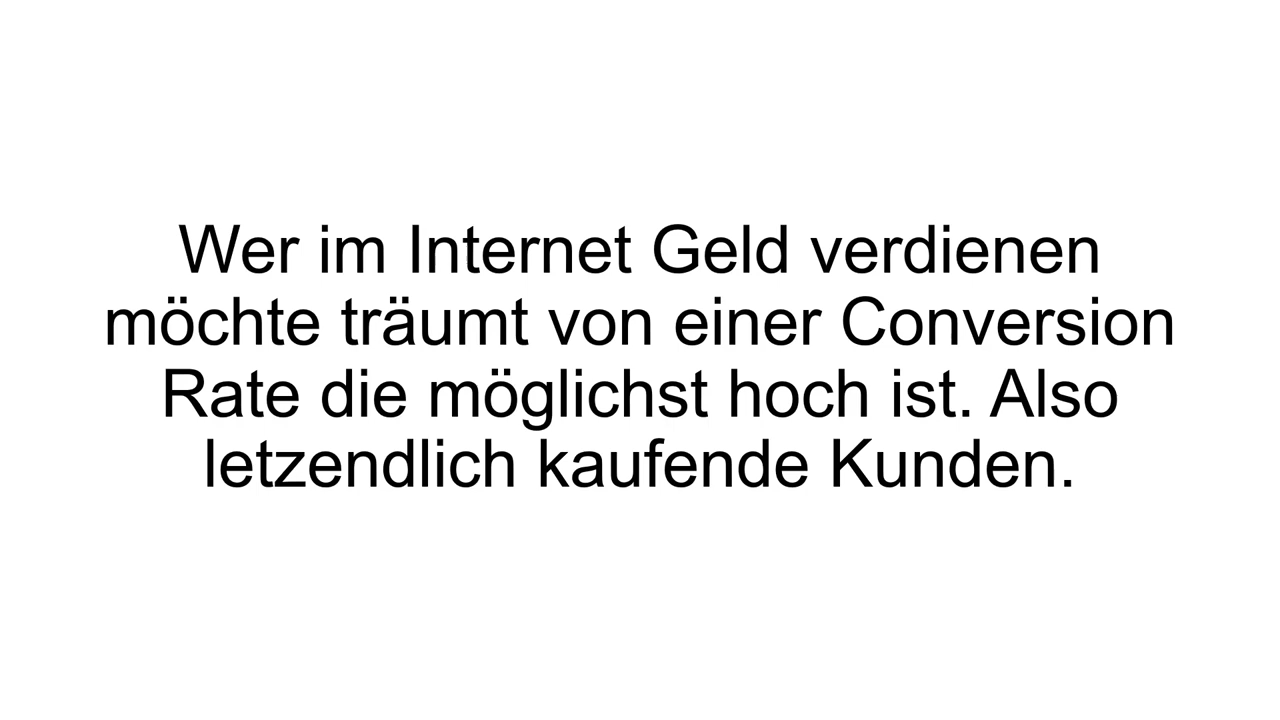 Wer im Internet Geld verdienen
möchte träumt von einer Conversion
Rate die möglichst hoch ist. Also
letzendlich kaufende Kunden.